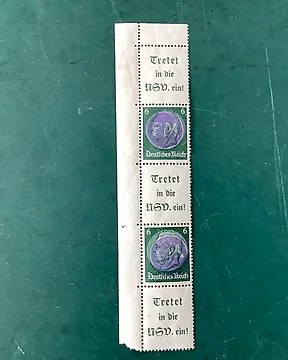 Tretet
in die
NSV. ein!
6 6
Deutsches Reich
Tretet
in die
NSV. ein!
6 6
Deutsches Reich
Tretet
in die
NSV. ein!